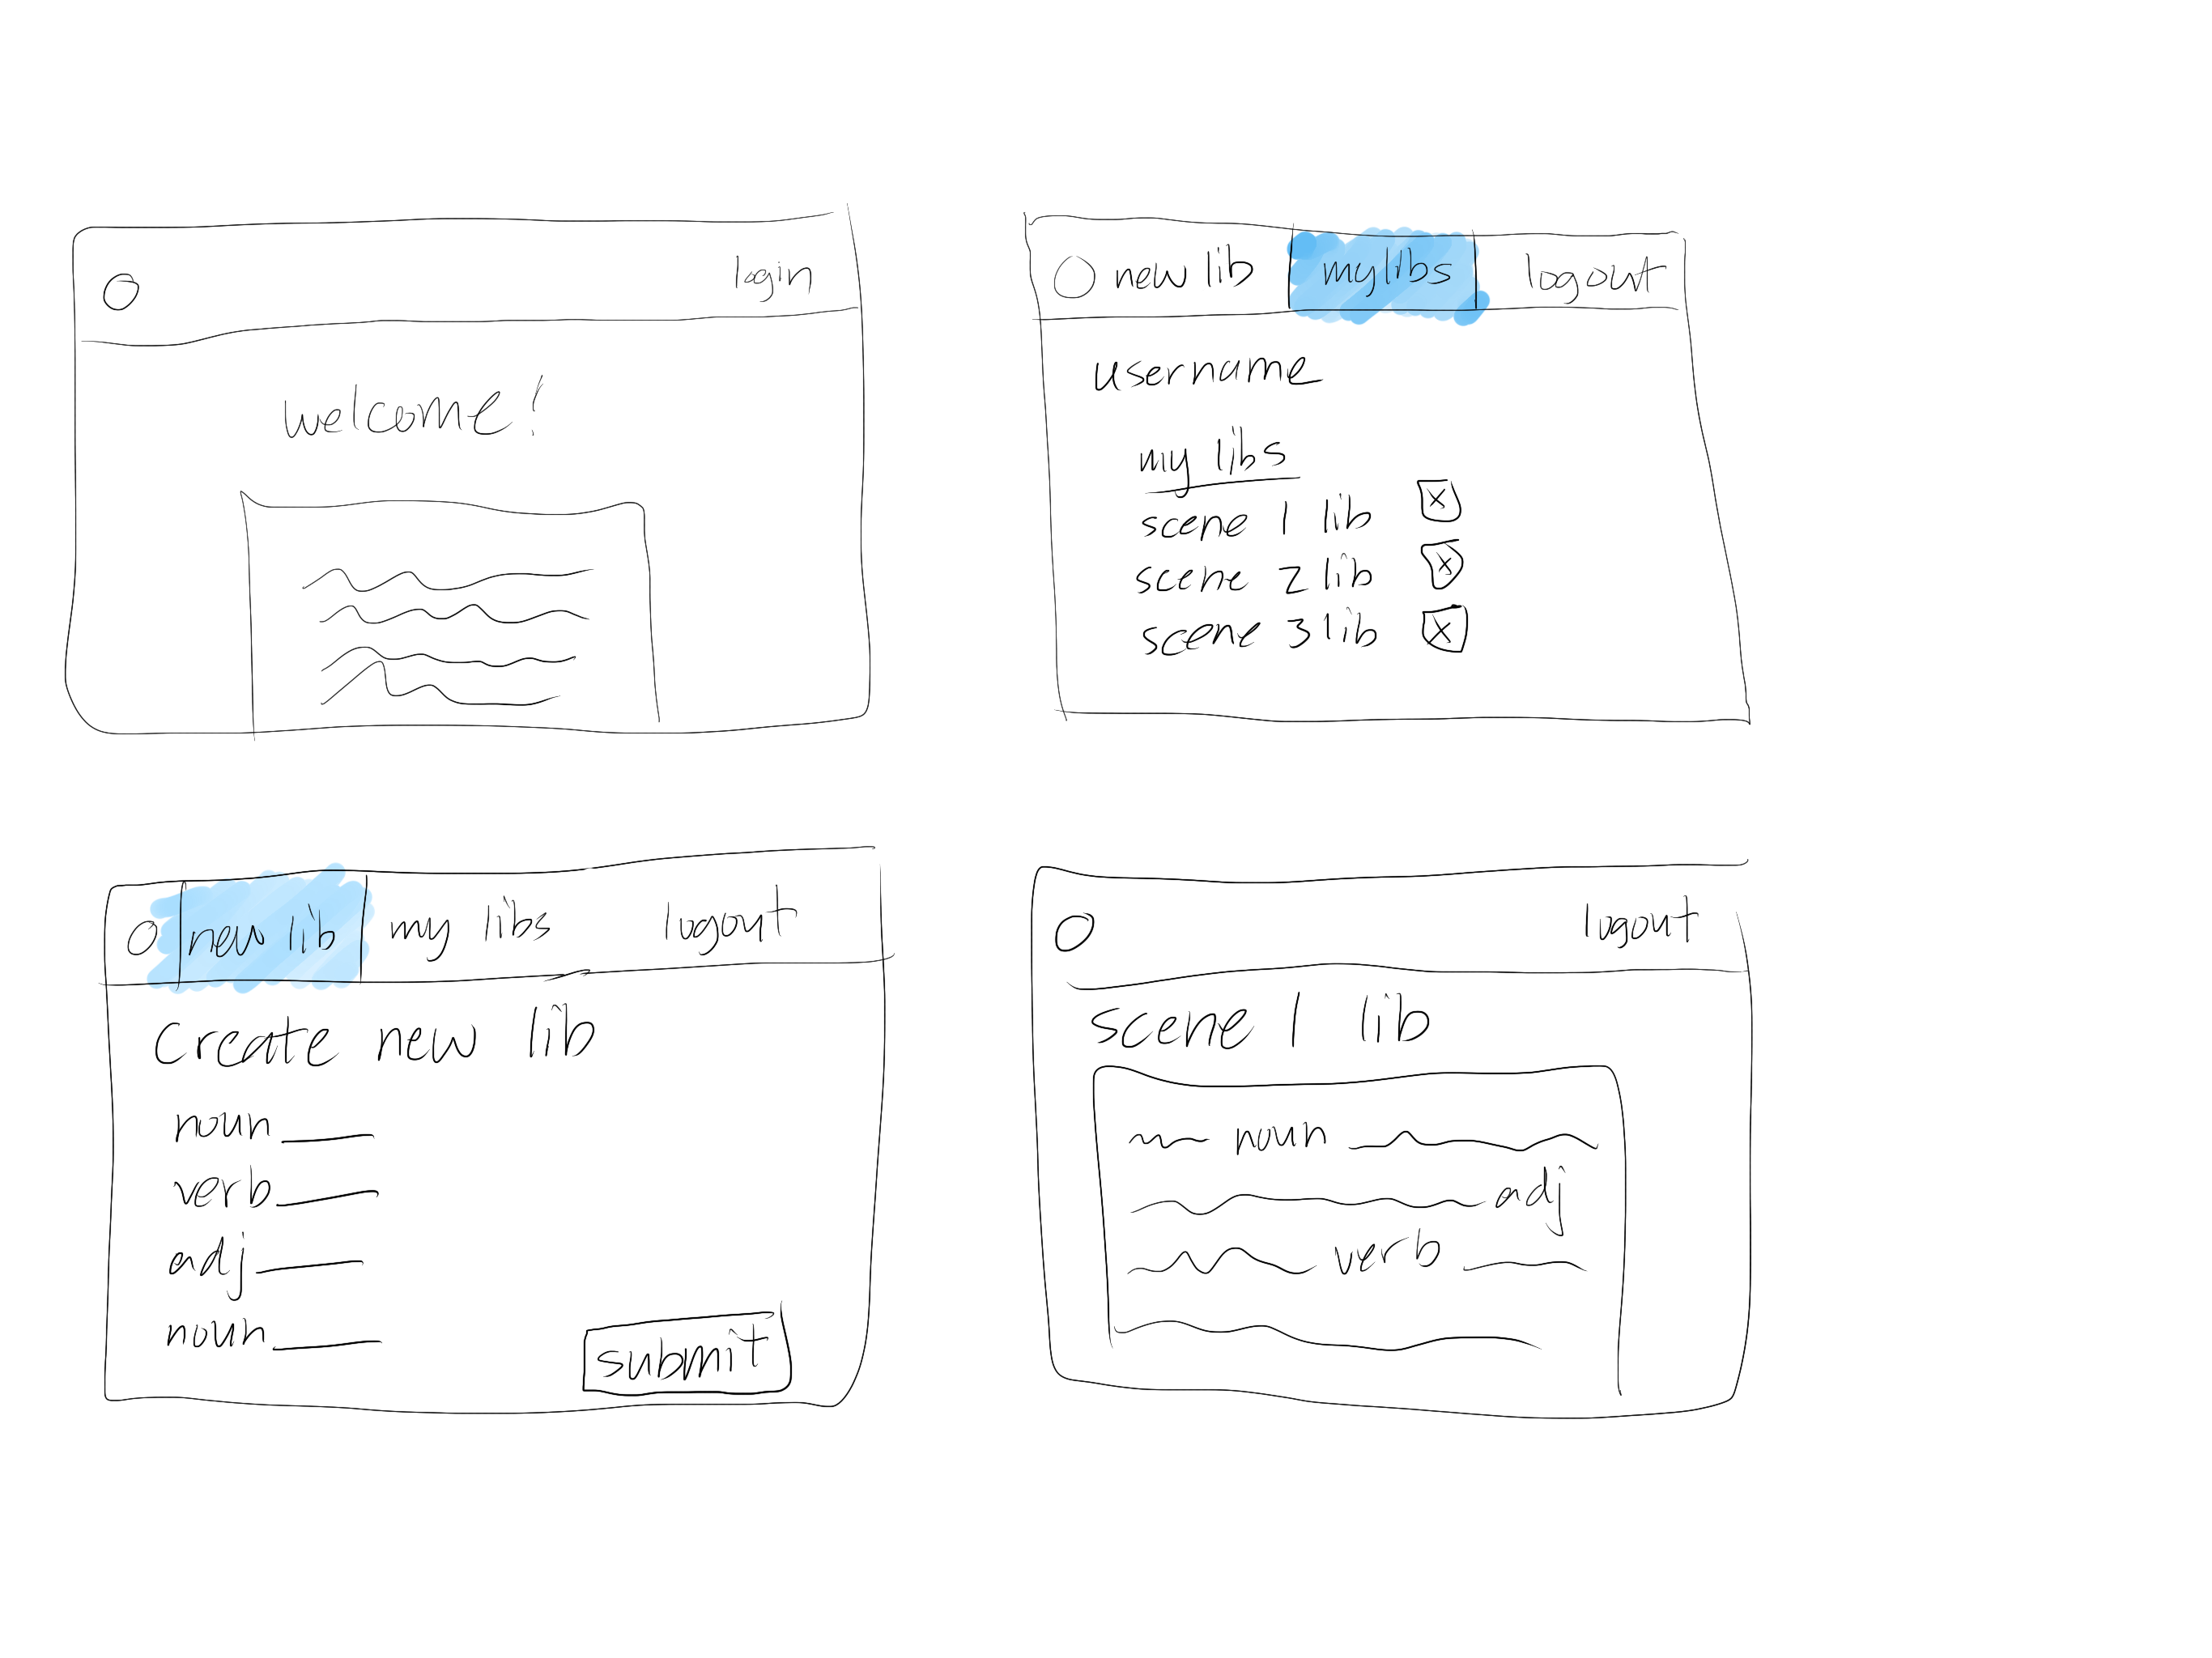 login
welcome!
new lib my libs logout
username
my libs
scene 1 lib x
scene 2 lib x
scene 3 lib x
new lib my libs logout
Create new lib
noun
verb
adj
noun
submit
logout
scene 1 lib
noun
adj
verb